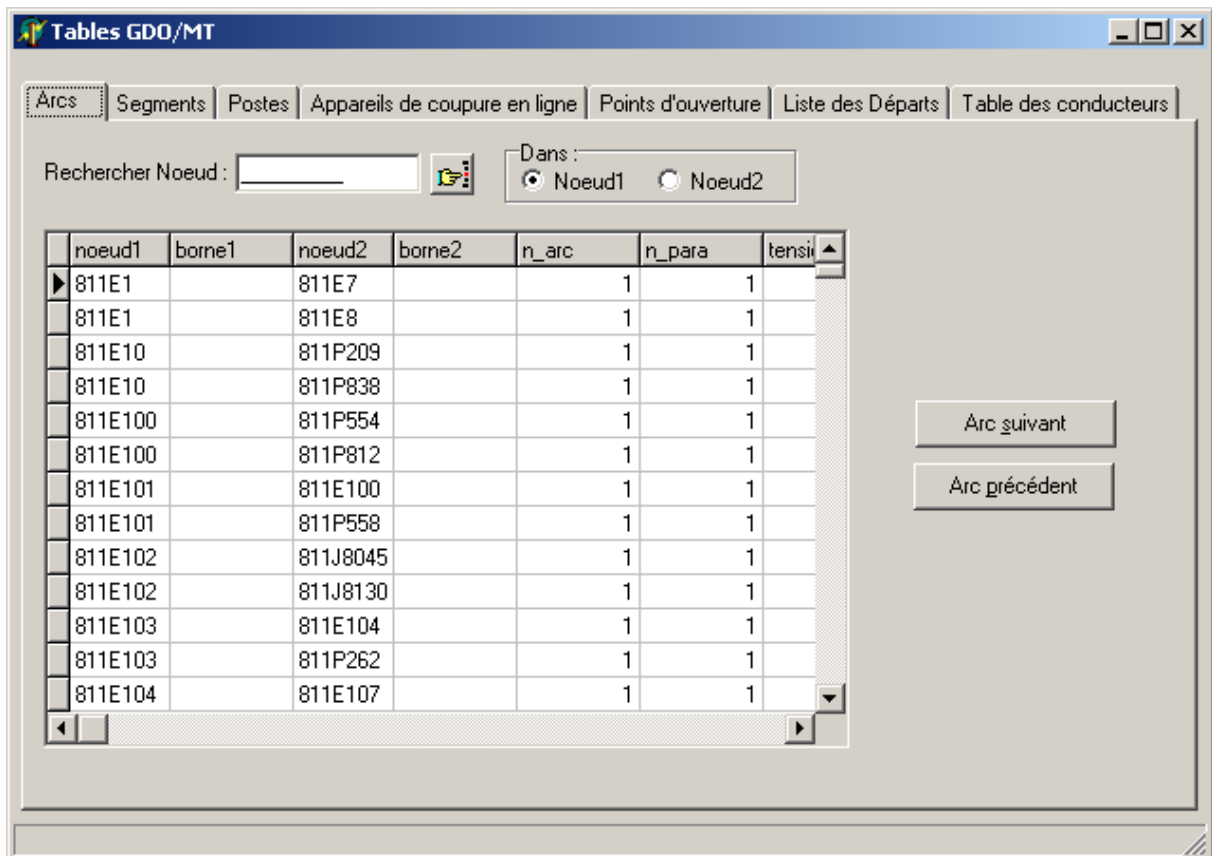 Tables GDO/MT
Arcs Segments Postes Appareils de coupure en ligne Points d'ouverture Liste des Départs Table des conducteurs
Rechercher Noeud :
Dans :
Noeud1 Noeud2
noeud1 borne1 noeud2 borne2 n_arc n_para tensi
811E1 811E7 1 1
811E1 811E8 1 1
811E10 811P209 1 1
811E10 811P838 1 1
811E100 811P554 1 1
811E100 811P812 1 1
811E101 811E100 1 1
811E101 811P558 1 1
811E102 811J8045 1 1
811E102 811J8130 1 1
811E103 811E104 1 1
811E103 811P262 1 1
811E104 811E107 1 1
Arc suivant
Arc précédent